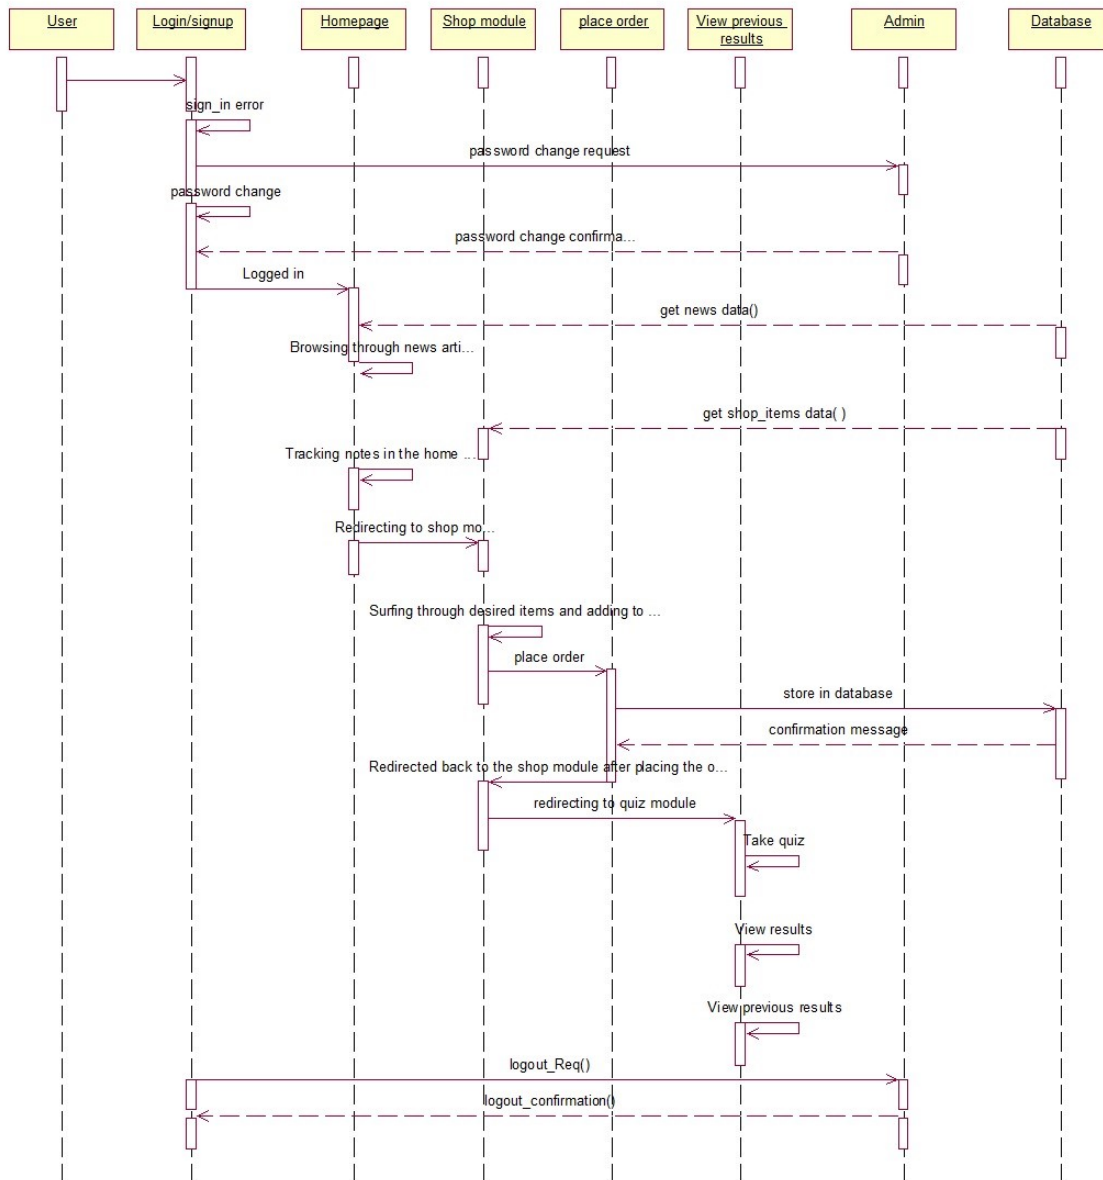 User
Login/signup
Homepage
Shop module
place order
View previous
results
Admin
Database
sign_in error
password change request
password change
password change confirma...
Logged in
get news data()
Browsing through news arti...
get shop_items data( )
Tracking notes in the home ...
Redirecting to shop mo...
Surfing through desired items and adding to ...
place order
store in database
confirmation message
Redirected back to the shop module after placing the o...
redirecting to quiz module
Take quiz
View results
View previous results
logout_Req()
logout_confirmation()